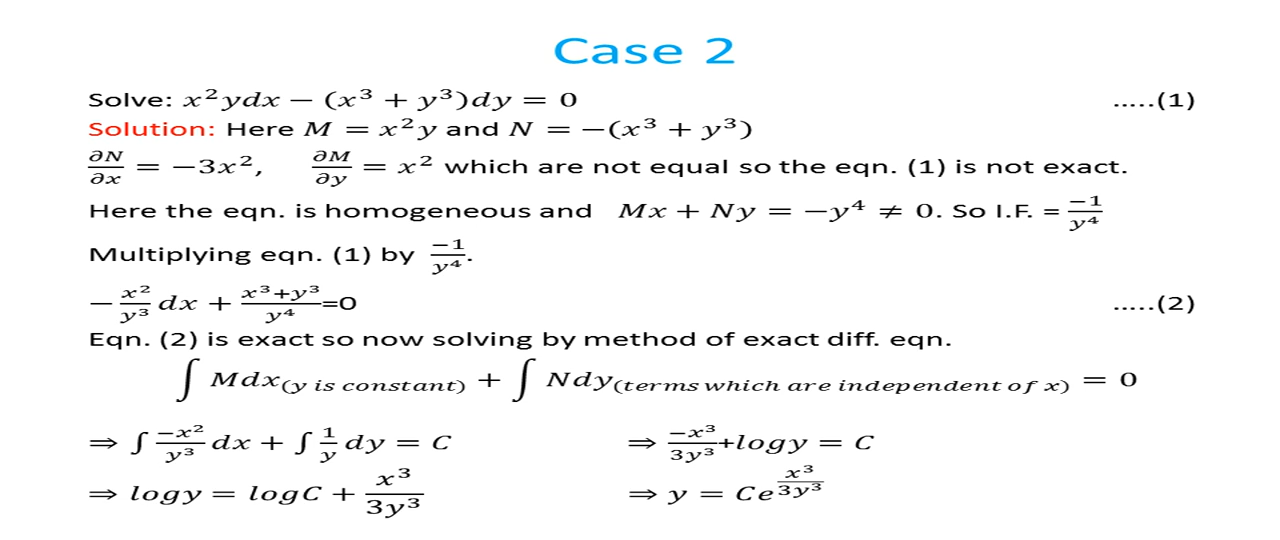 Case 2
Solve: x²ydx − (x³ + y³)dy = 0 .....(1)
Solution: Here M = x²y and N = −(x³ + y³)
∂N/∂x = −3x², ∂M/∂y = x² which are not equal so the eqn. (1) is not exact.
Here the eqn. is homogeneous and Mx + Ny = −y⁴ ≠ 0. So I.F. = −1/y⁴
Multiplying eqn. (1) by −1/y⁴.
− x²/y³ dx + (x³+y³)/y⁴ =0 .....(2)
Eqn. (2) is exact so now solving by method of exact diff. eqn.
∫ Mdx(y is constant) + ∫ Ndy(terms which are independent of x) = 0
⇒ ∫ −x²/y³ dx + ∫ 1/y dy = C ⇒ −x³/3y³ +logy = C
⇒ logy = logC + x³/3y³ ⇒ y = Ce^(x³/3y³)